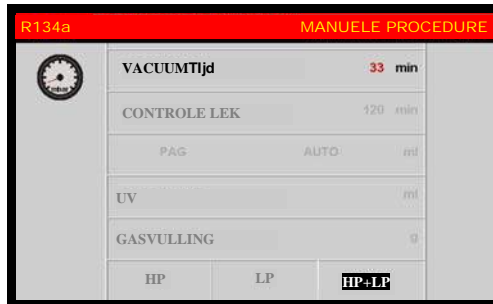 R134a MANUELE PROCEDURE
VACUUMTIjd 33 min
mbar
CONTROLE LEK 120 min
PAG AUTO ml
UV ml
GASVULLING g
HP LP HP+LP